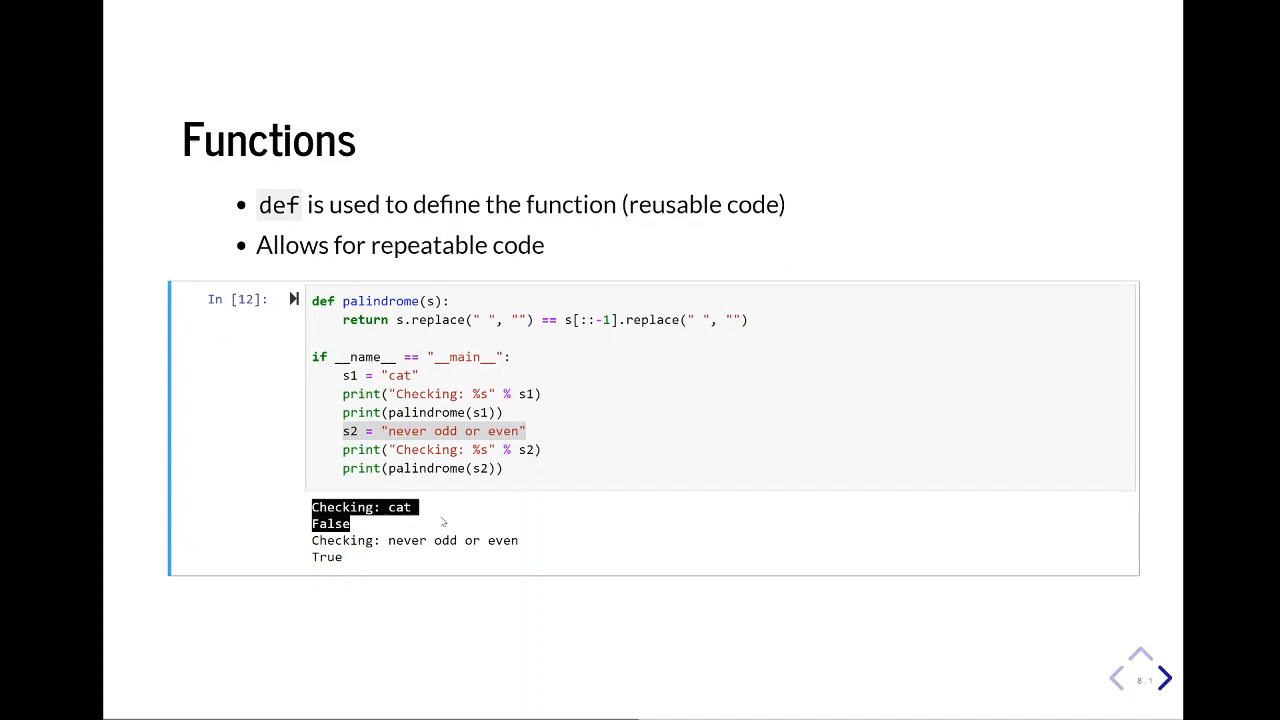 Functions
• def is used to define the function (reusable code)
• Allows for repeatable code
In [12]:
def palindrome(s):
    return s.replace(" ", "") == s[::-1].replace(" ", "")
if __name__ == "__main__":
    s1 = "cat"
    print("Checking: %s" % s1)
    print(palindrome(s1))
    s2 = "never odd or even"
    print("Checking: %s" % s2)
    print(palindrome(s2))
Checking: cat
False
Checking: never odd or even
True
8.1